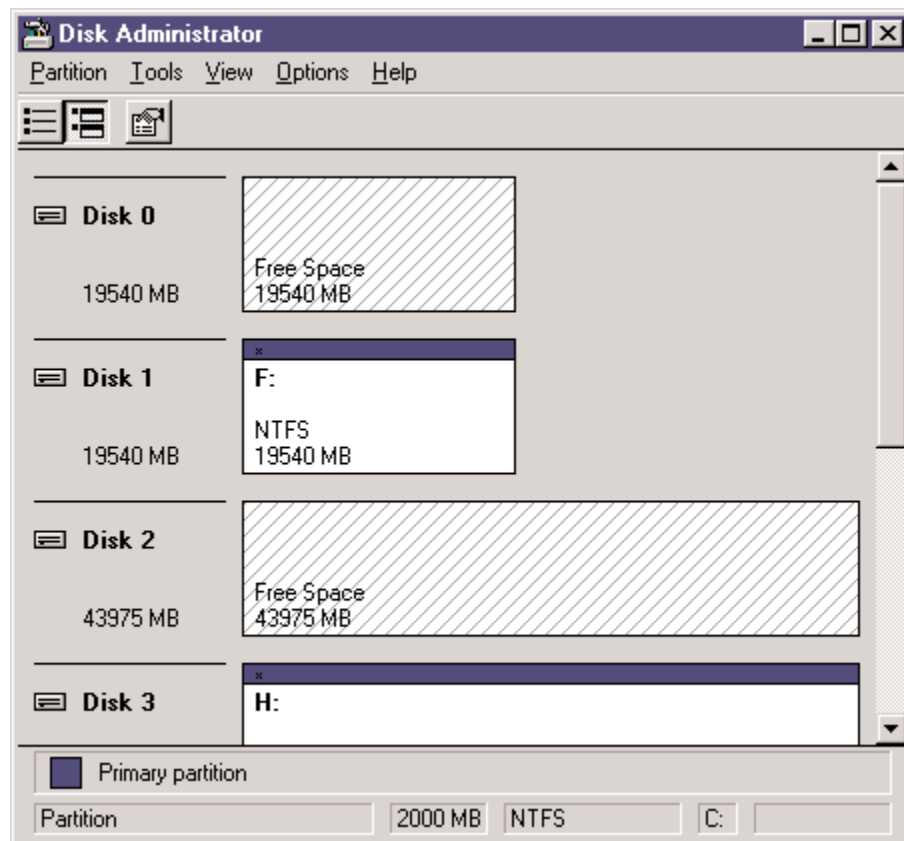 Disk Administrator
Partition Tools View Options Help
Disk 0
19540 MB
Free Space
19540 MB
Disk 1
19540 MB
F:
NTFS
19540 MB
Disk 2
43975 MB
Free Space
43975 MB
Disk 3
H:
Primary partition
Partition 2000 MB NTFS C: